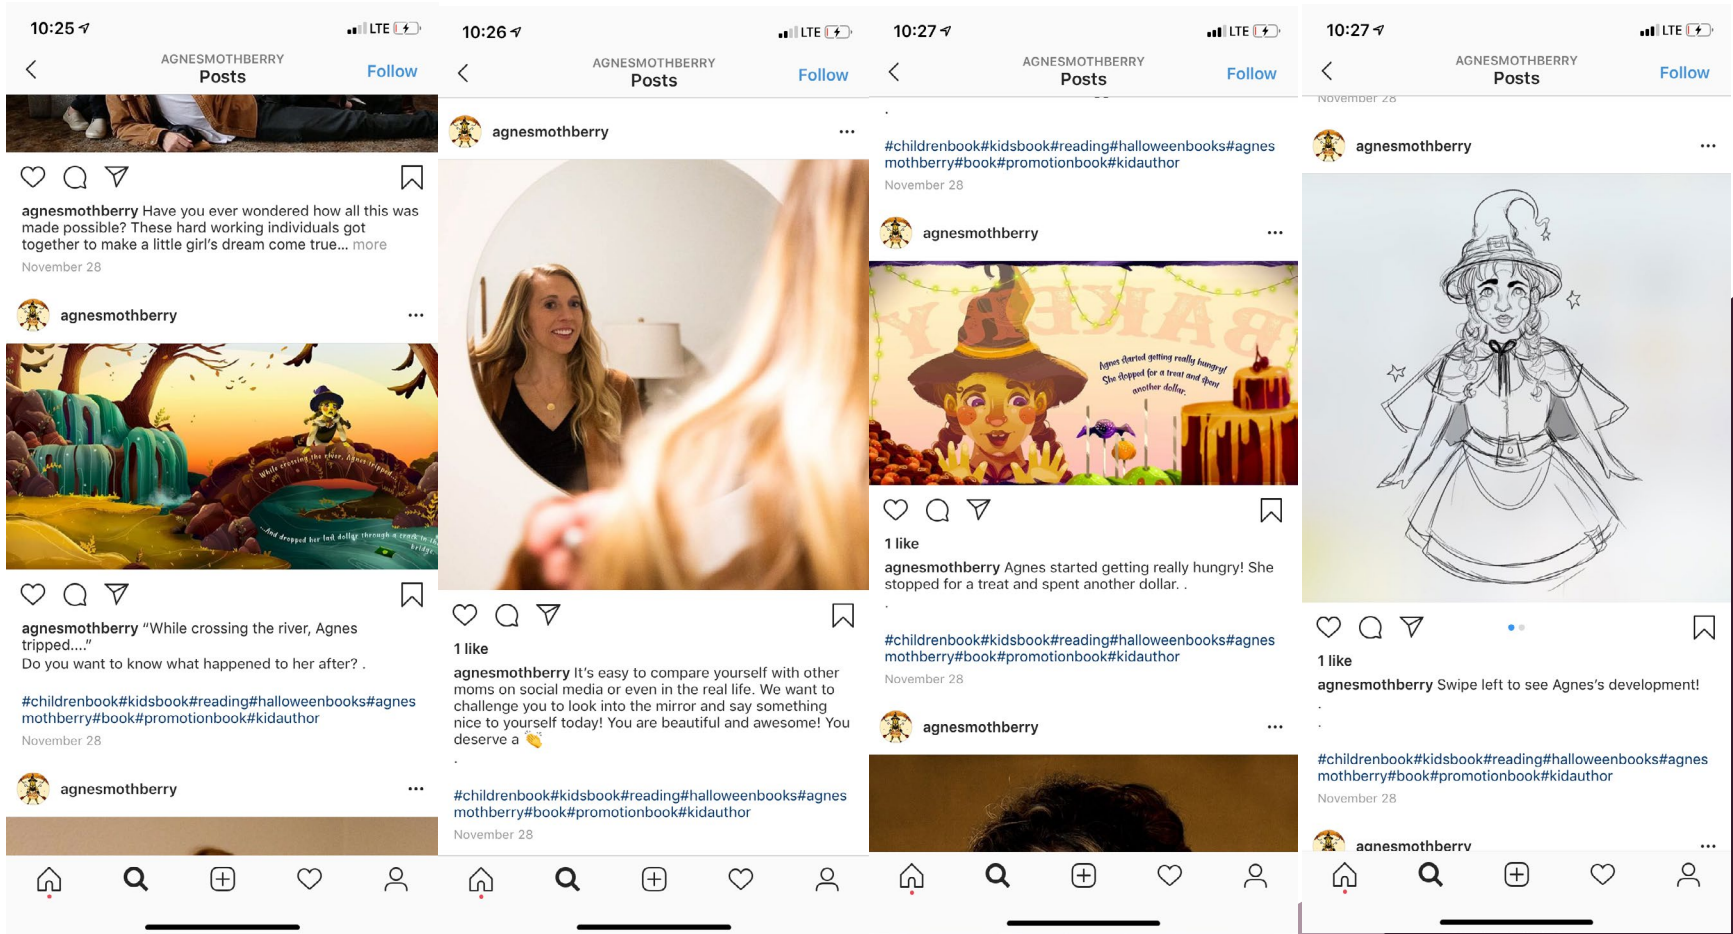 10:25
LTE
AGNESMOTHBERRY
Posts
Follow
agnesmothberry Have you ever wondered how all this was
made possible? These hard working individuals got
together to make a little girl's dream come true... more
November 28
agnesmothberry
While crossing the river, Agnes tripped
...And dropped her last dollar through a crack in the
bridge.
agnesmothberry “While crossing the river, Agnes
tripped....”
Do you want to know what happened to her after? .
#childrenbook#kidsbook#reading#halloweenbooks#agnes
mothberry#book#promotionbook#kidauthor
November 28
agnesmothberry
10:26
LTE
AGNESMOTHBERRY
Posts
Follow
agnesmothberry
1 like
agnesmothberry It's easy to compare yourself with other
moms on social media or even in the real life. We want to
challenge you to look into the mirror and say something
nice to yourself today! You are beautiful and awesome! You
deserve a 👏
.
#childrenbook#kidsbook#reading#halloweenbooks#agnes
mothberry#book#promotionbook#kidauthor
November 28
10:27
LTE
AGNESMOTHBERRY
Posts
Follow
.
#childrenbook#kidsbook#reading#halloweenbooks#agnes
mothberry#book#promotionbook#kidauthor
November 28
agnesmothberry
BAKERY
Agnes started getting really hungry!
She stopped for a treat and spent
another dollar.
1 like
agnesmothberry Agnes started getting really hungry! She
stopped for a treat and spent another dollar. .
.
#childrenbook#kidsbook#reading#halloweenbooks#agnes
mothberry#book#promotionbook#kidauthor
November 28
agnesmothberry
10:27
LTE
AGNESMOTHBERRY
Posts
Follow
November 28
agnesmothberry
1 like
agnesmothberry Swipe left to see Agnes's development!
.
.
#childrenbook#kidsbook#reading#halloweenbooks#agnes
mothberry#book#promotionbook#kidauthor
November 28
agnesmothberry